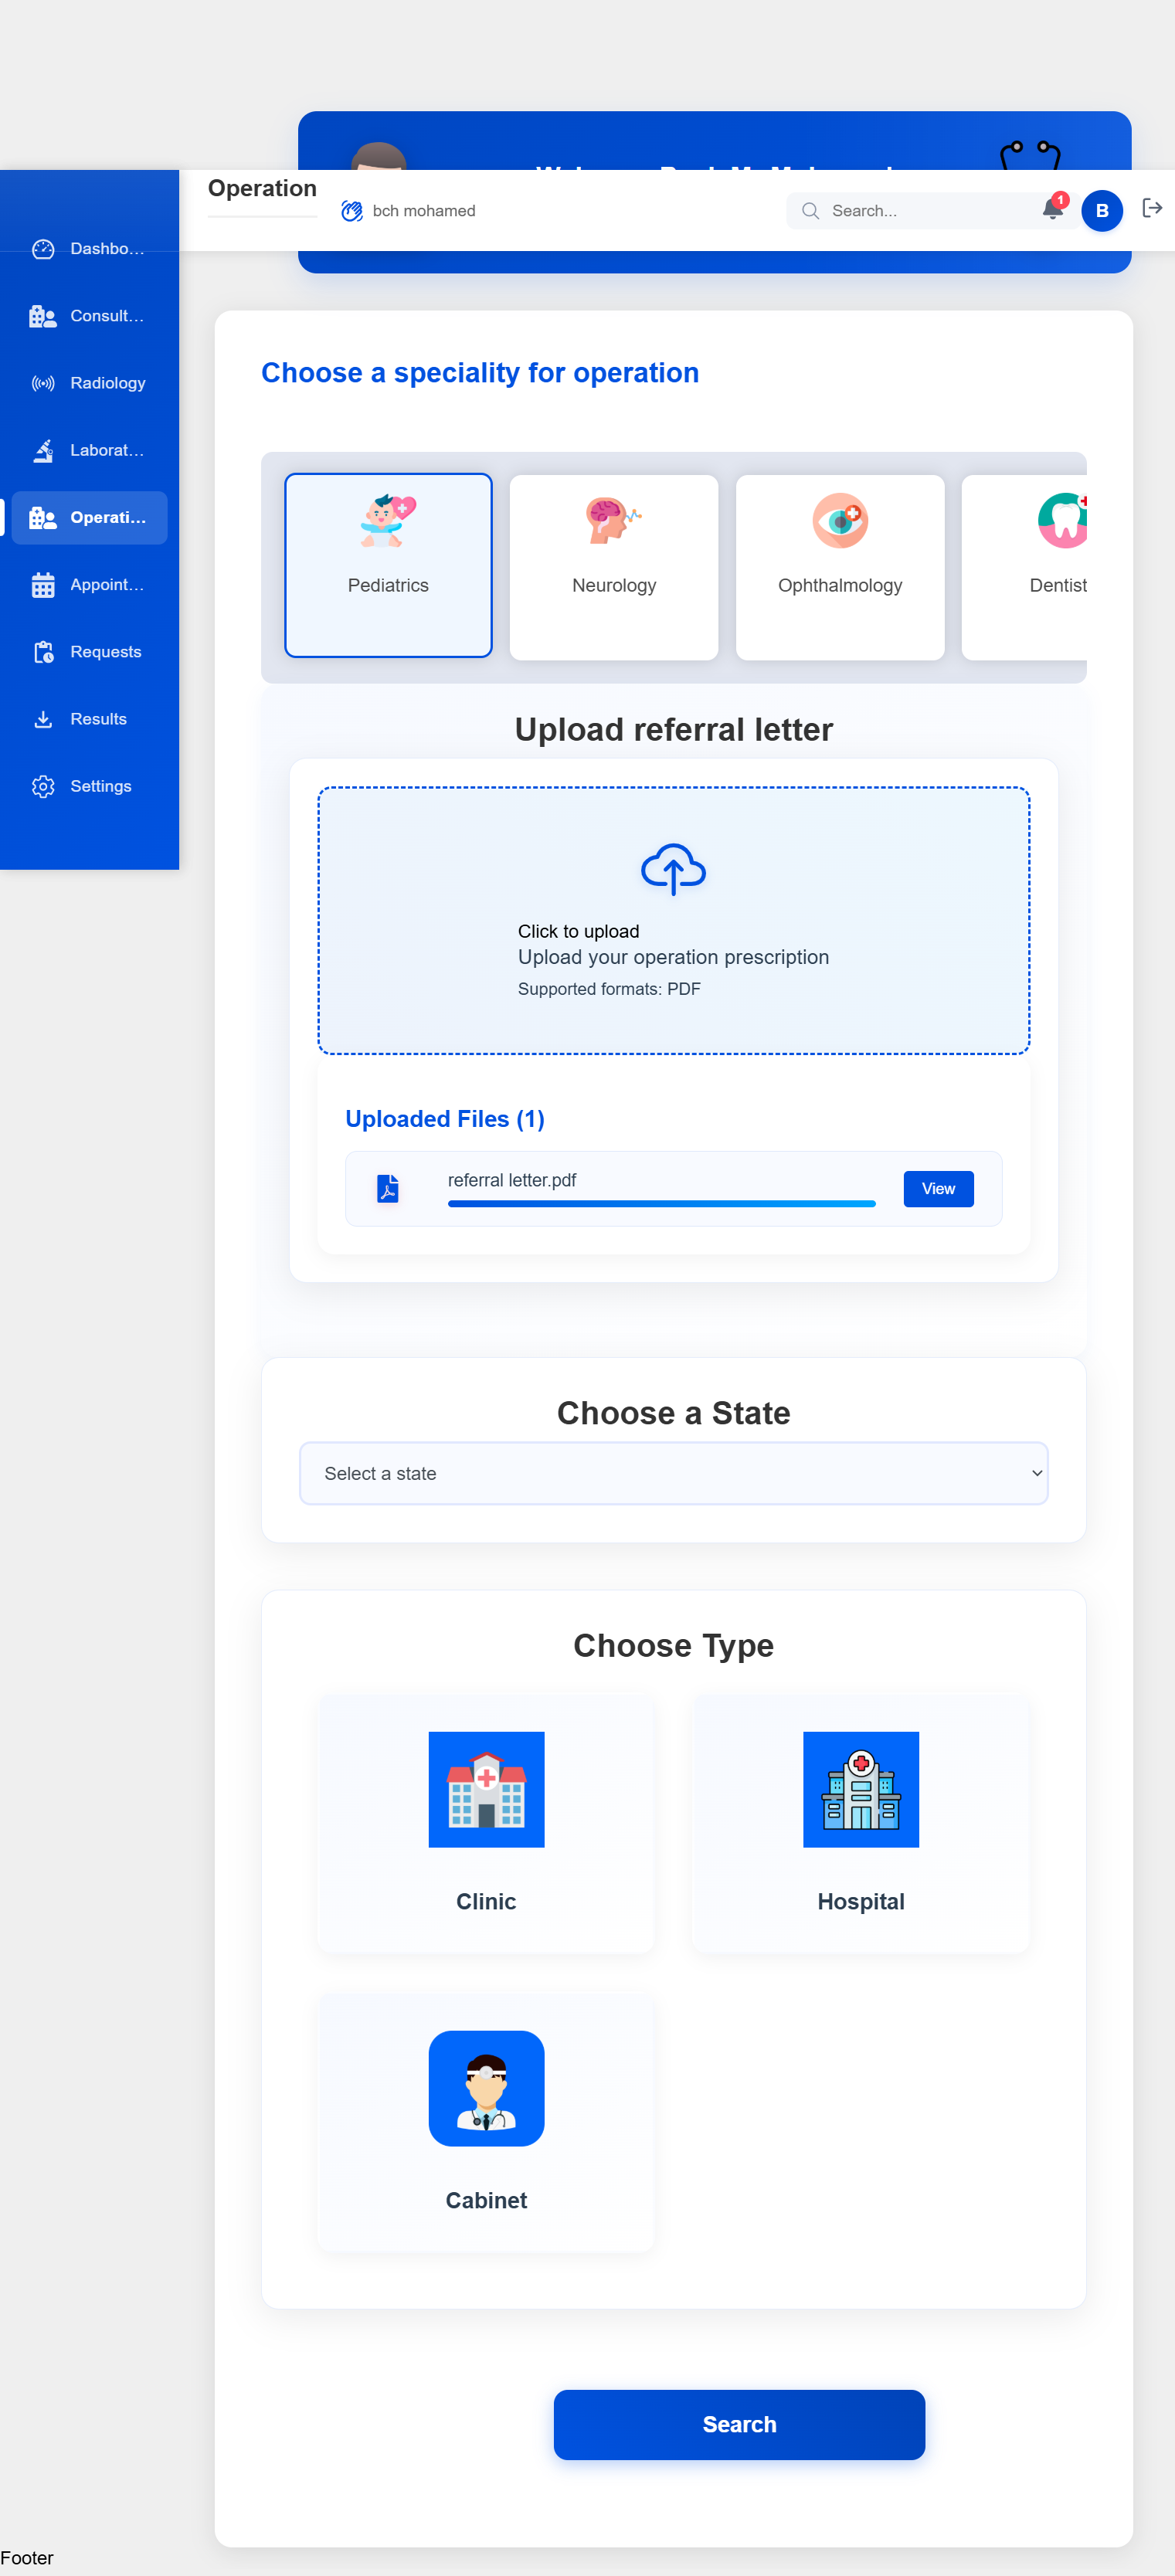 Operation
bch mohamed
Search...
1
B
Dashbo...
Consult...
Radiology
Laborat...
Operati...
Appoint...
Requests
Results
Settings
Choose a speciality for operation
Pediatrics
Neurology
Ophthalmology
Dentist
Upload referral letter
Click to upload
Upload your operation prescription
Supported formats: PDF
Uploaded Files (1)
referral letter.pdf
View
Choose a State
Select a state
Choose Type
Clinic
Hospital
Cabinet
Search
Footer